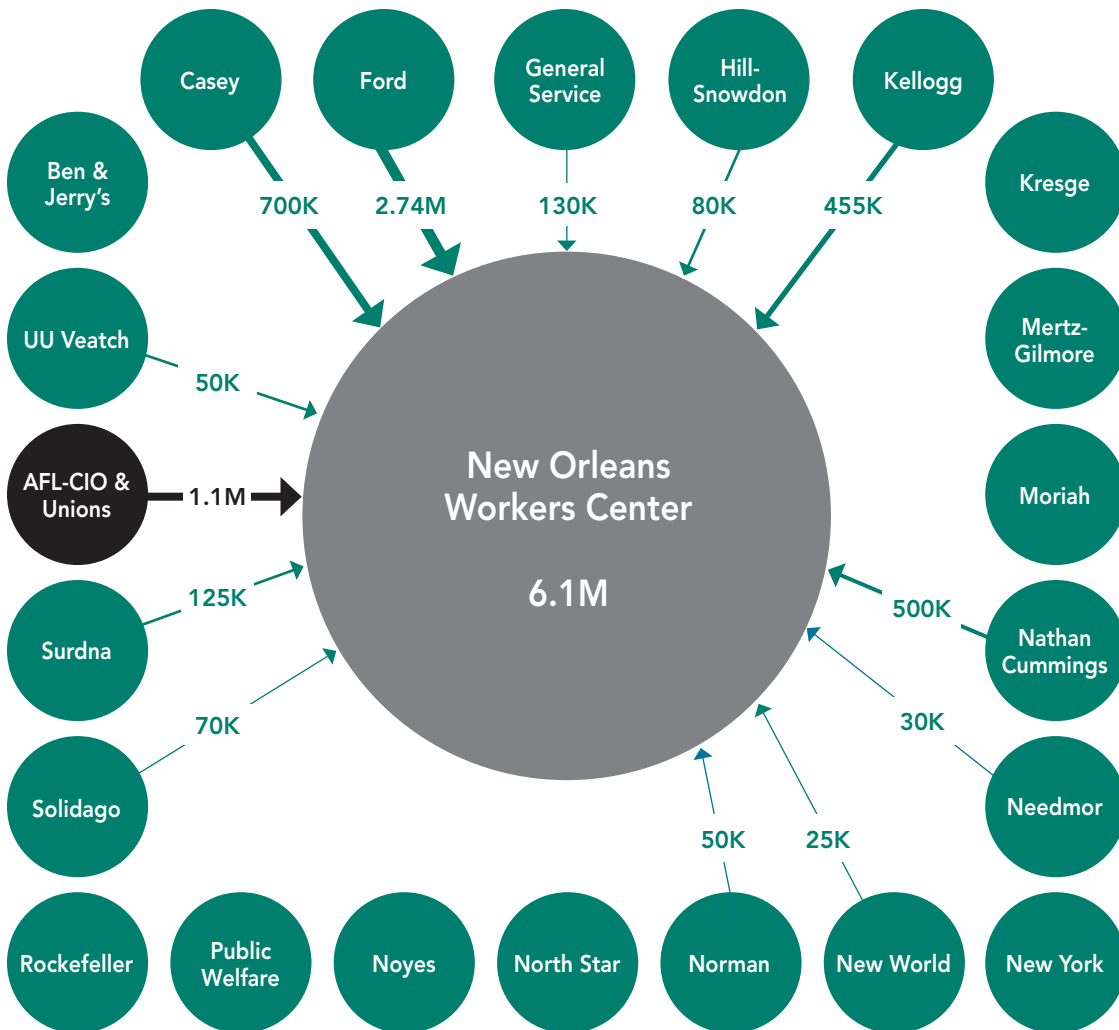 Casey
Ford
General
Service
Hill-
Snowdon
Kellogg
Ben &
Jerry's
Kresge
700K
2.74M
130K
80K
455K
UU Veatch
Mertz-
Gilmore
50K
AFL-CIO &
Unions
1.1M
New Orleans
Workers Center
6.1M
Moriah
125K
500K
Surdna
Nathan
Cummings
70K
30K
Solidago
Needmor
50K
25K
Rockefeller
Public
Welfare
Noyes
North Star
Norman
New World
New York